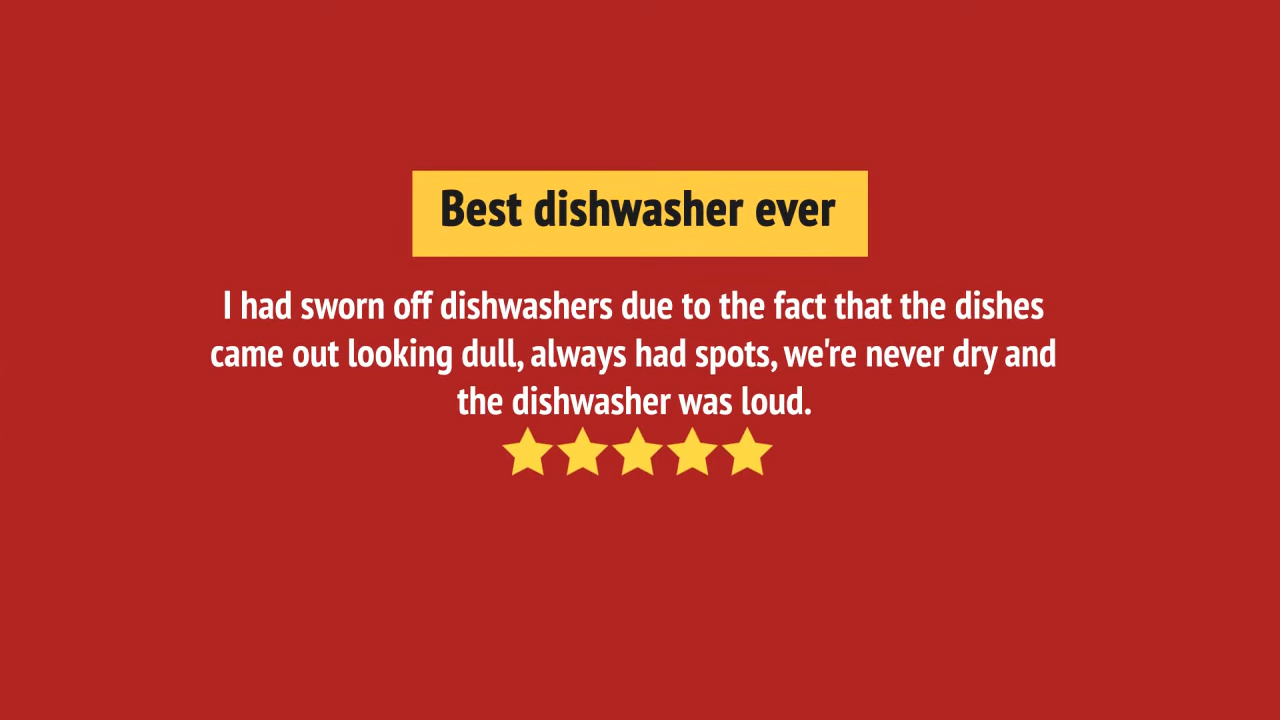 Best dishwasher ever
I had sworn off dishwashers due to the fact that the dishes
came out looking dull, always had spots, we're never dry and
the dishwasher was loud.